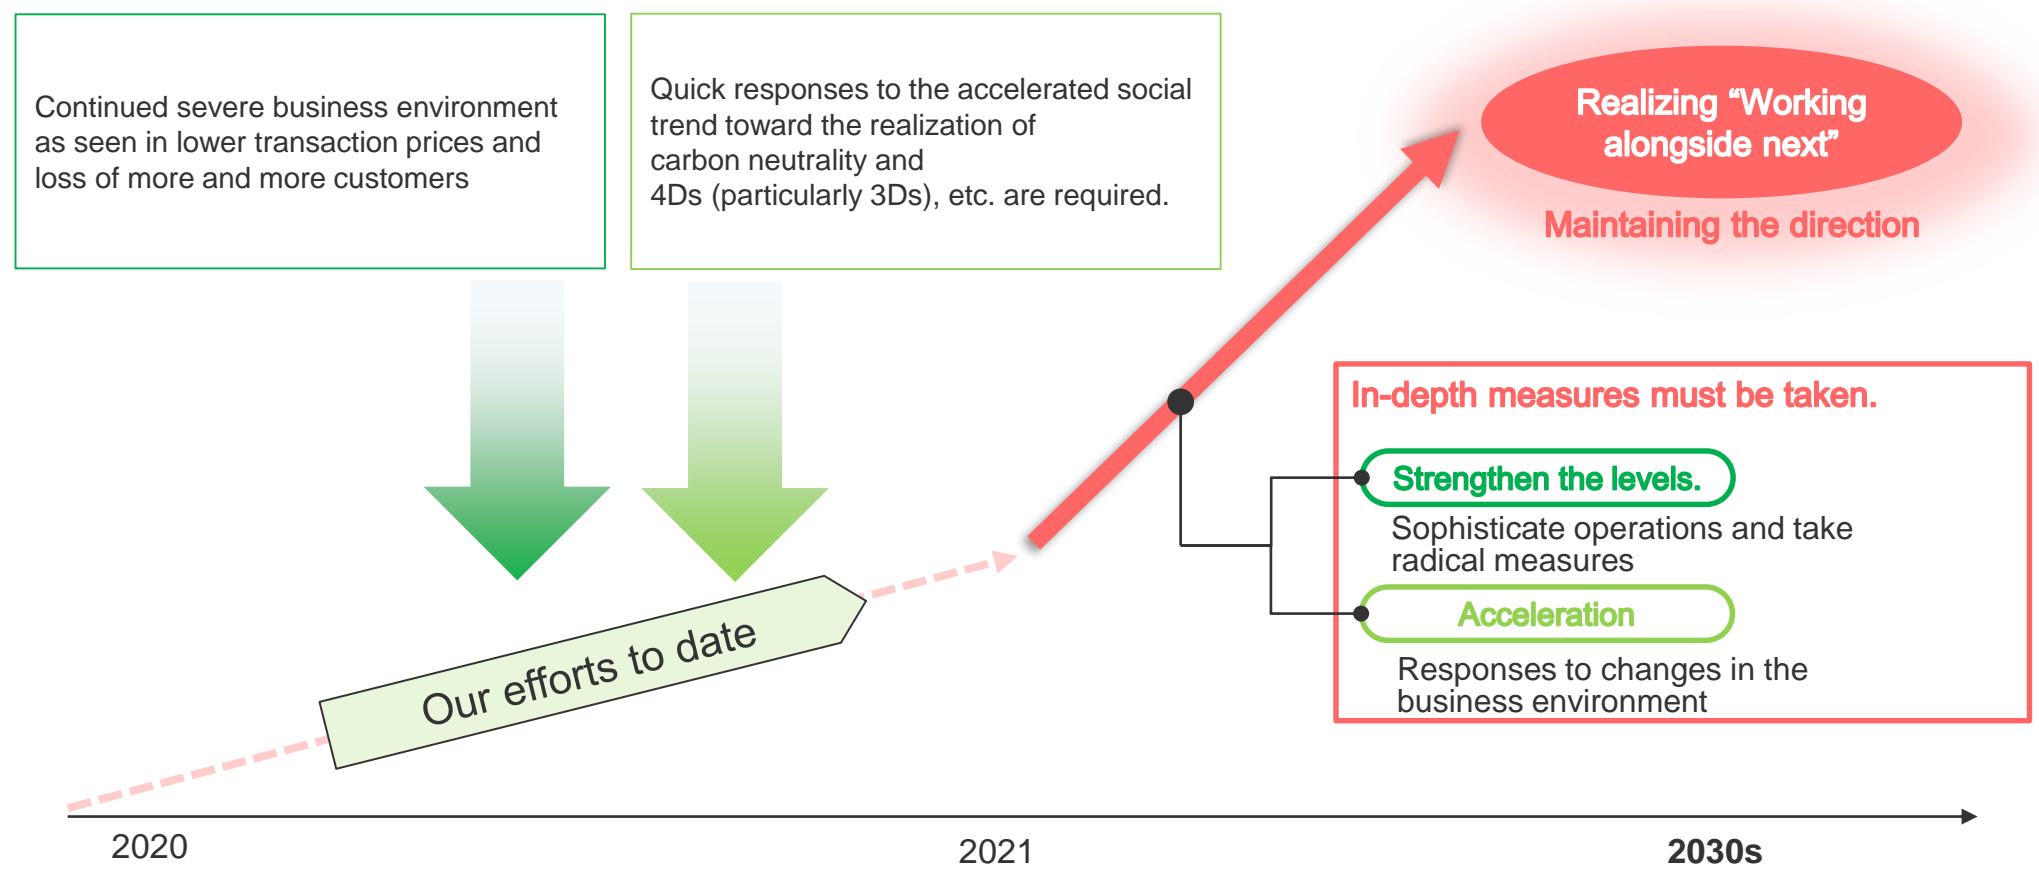 Continued severe business environment
as seen in lower transaction prices and
loss of more and more customers
Quick responses to the accelerated social
trend toward the realization of
carbon neutrality and
4Ds (particularly 3Ds), etc. are required.
Realizing “Working
alongside next”
Maintaining the direction
In-depth measures must be taken.
Strengthen the levels.
Sophisticate operations and take
radical measures
Acceleration
Responses to changes in the
business environment
Our efforts to date
2020
2021
2030s